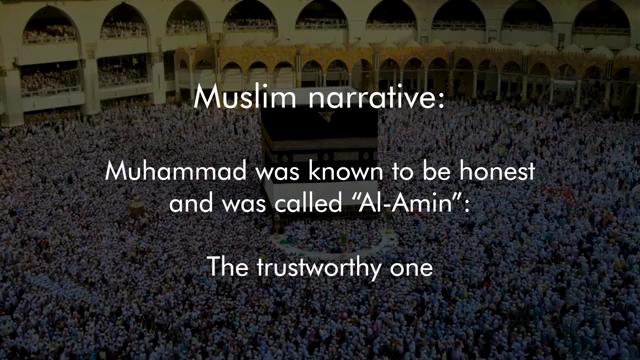 Muslim narrative:
Muhammad was known to be honest
and was called “Al-Amin”:
The trustworthy one